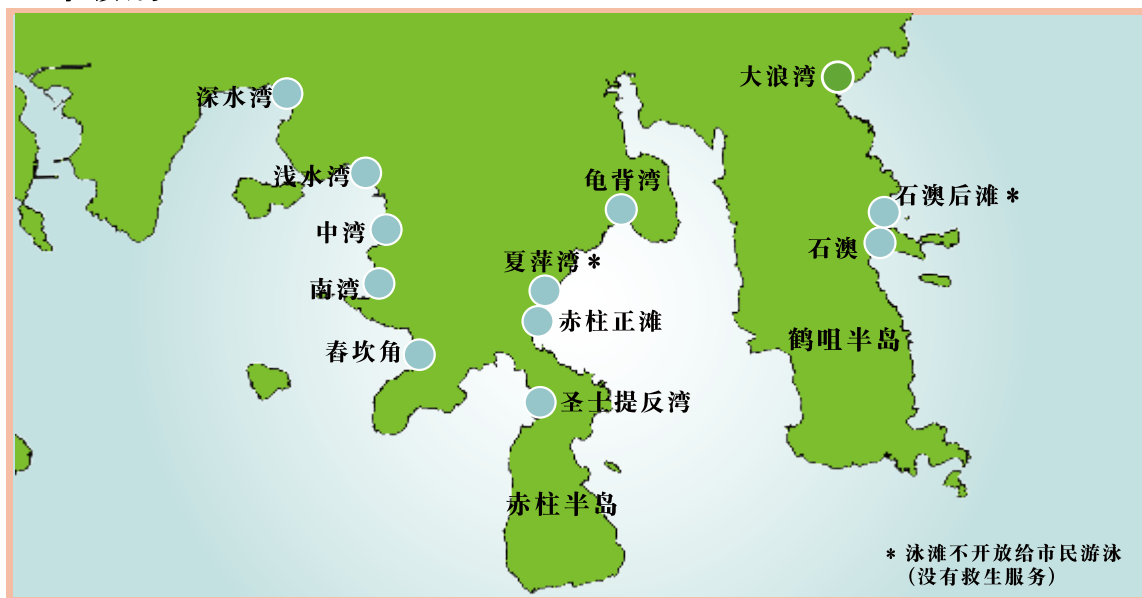 大浪湾
深水湾
浅水湾
龟背湾
石澳后滩*
中湾
石澳
夏萍湾*
南湾
赤柱正滩
鹤咀半岛
春坎角
圣士提反湾
赤柱半岛
* 泳滩不开放给市民游泳
(没有救生服务)